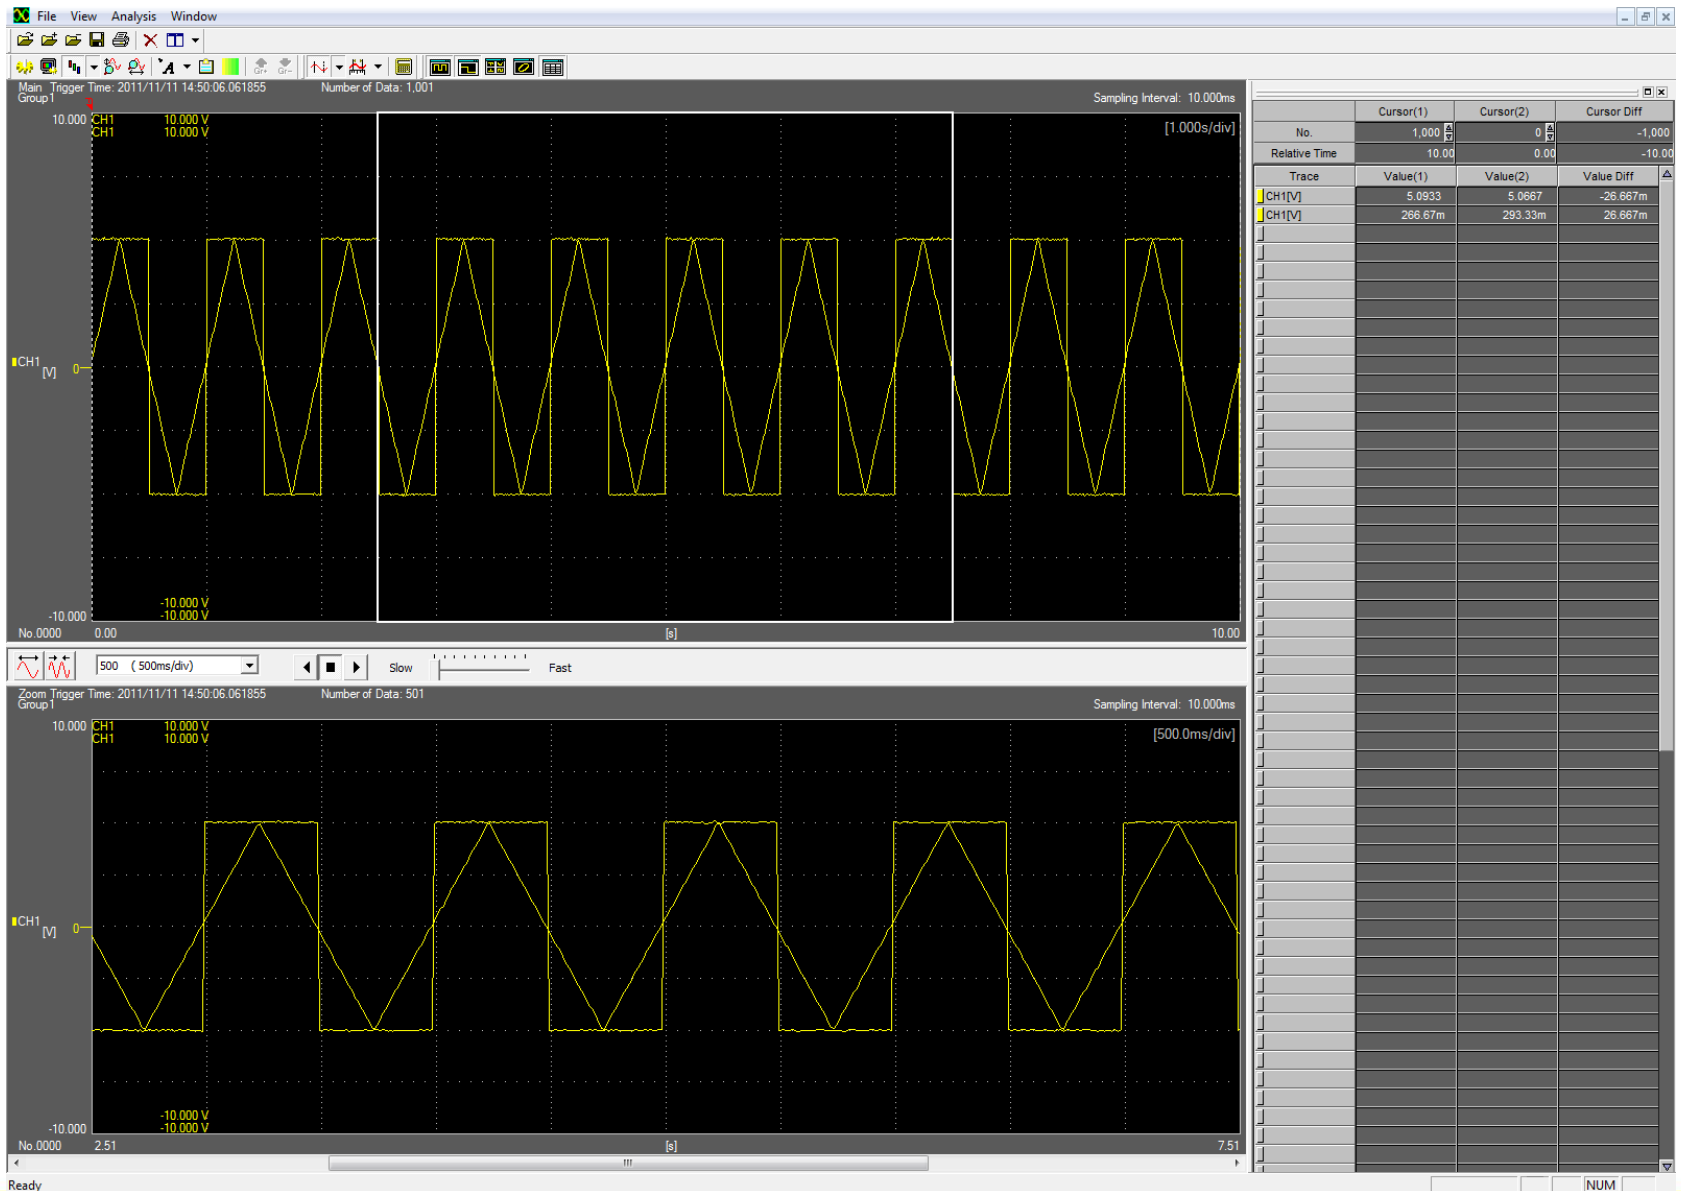 File View Analysis Window
Gr+ Gr-
Main Trigger Time: 2011/11/11 14:50:06.061855 Number of Data: 1,001
Group1
Sampling Interval: 10.000ms
10.000 CH1 10.000 V
CH1 10.000 V
[1.000s/div]
CH1
[V] 0
-10.000 V
-10.000 -10.000 V
No.0000 0.00 [s] 10.00
500 ( 500ms/div) Slow Fast
Zoom Trigger Time: 2011/11/11 14:50:06.061855 Number of Data: 501
Group1
Sampling Interval: 10.000ms
10.000 CH1 10.000 V
CH1 10.000 V
[500.0ms/div]
CH1
[V] 0
-10.000 V
-10.000 -10.000 V
No.0000 2.51 [s] 7.51
Cursor(1) Cursor(2) Cursor Diff
No. 1,000 0 -1,000
Relative Time 10.00 0.00 -10.00
Trace Value(1) Value(2) Value Diff
CH1[V] 5.0933 5.0667 -26.667m
CH1[V] 266.67m 293.33m 26.667m
Ready NUM